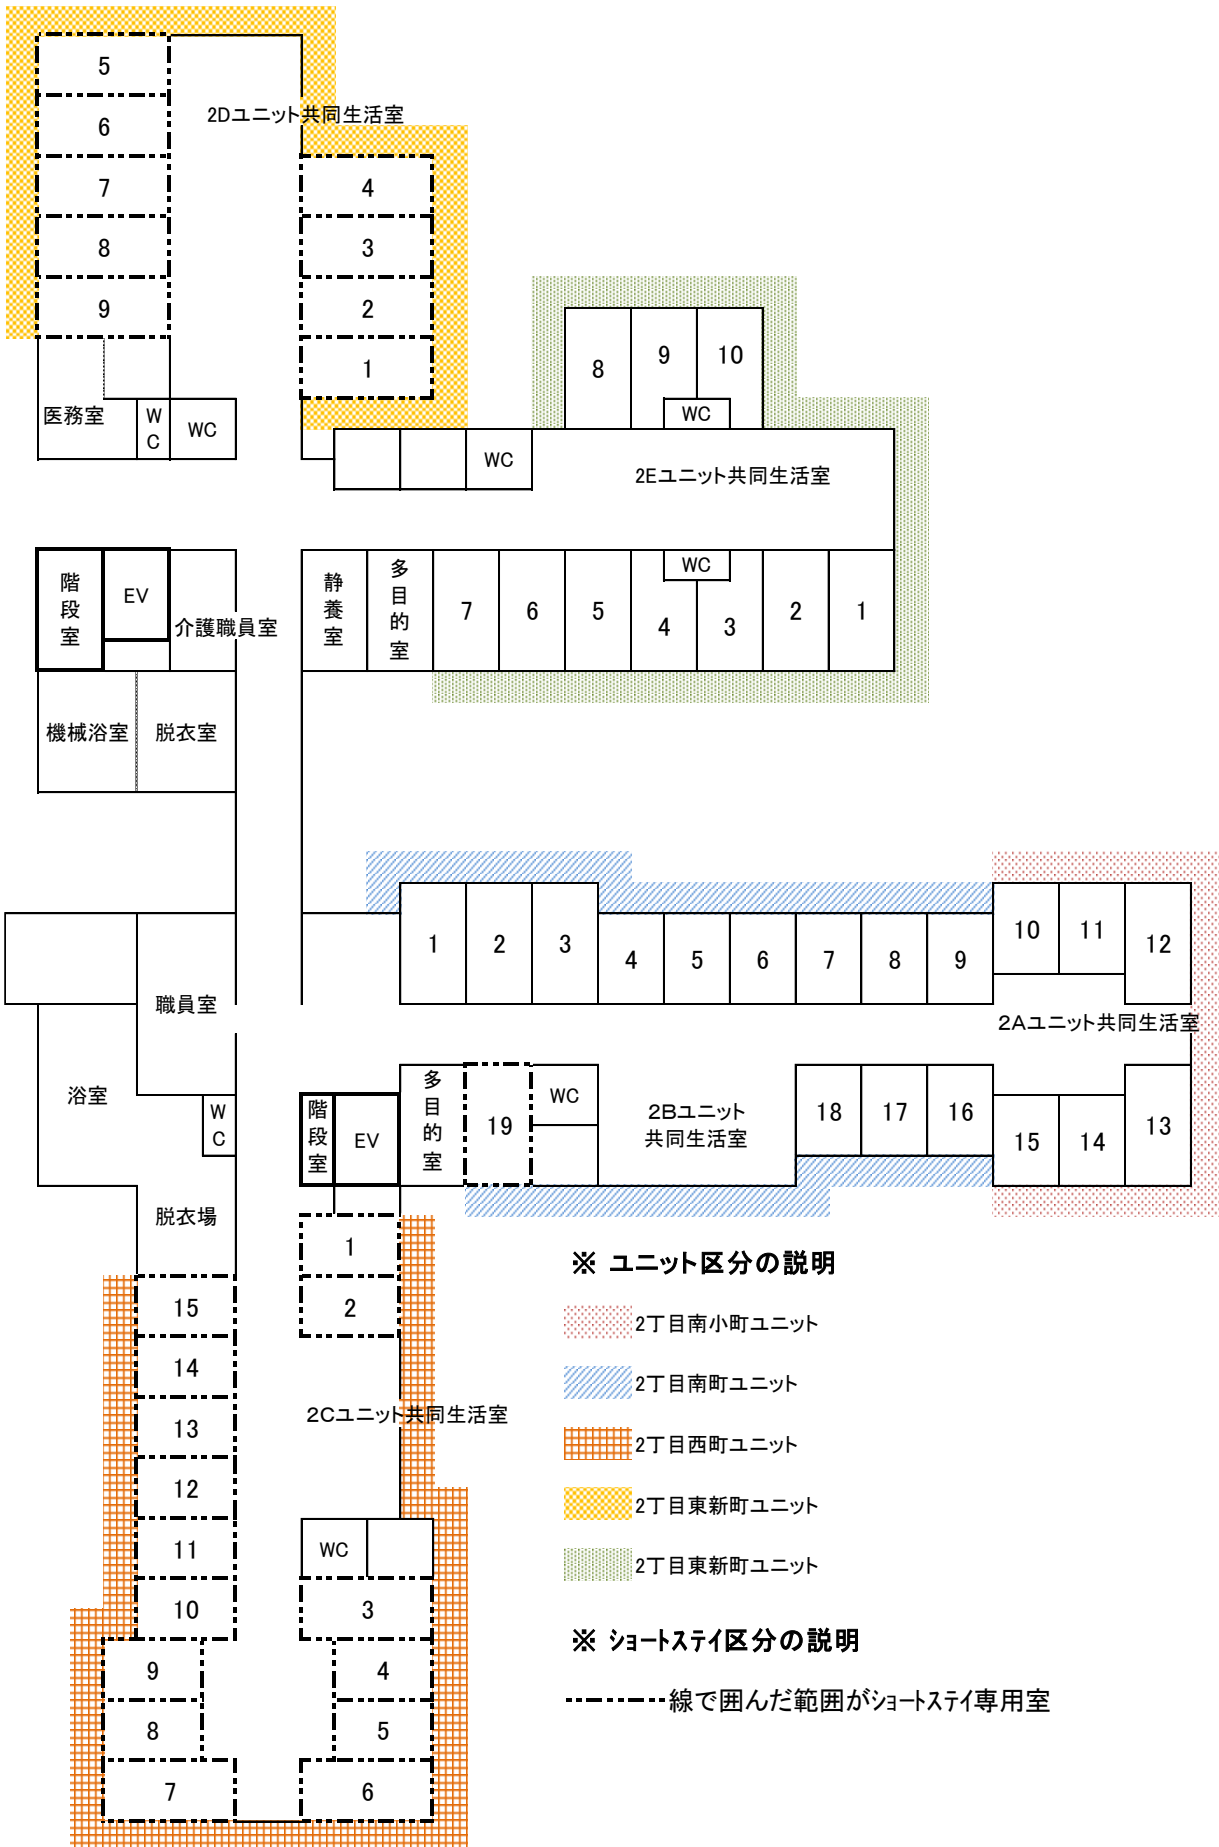 5
6
7
8
9
2Dユニット共同生活室
4
3
2
1
医務室
WC
WC
8
9
10
WC
WC
2Eユニット共同生活室
階段室
EV
介護職員室
静養室
多目的室
7
6
5
4
WC
3
2
1
機械浴室
脱衣室
1
2
3
4
5
6
7
8
9
10
11
12
2Aユニット共同生活室
職員室
浴室
WC
階段室
EV
多目的室
19
WC
2Bユニット
共同生活室
18
17
16
15
14
13
脱衣場
1
2
15
14
13
12
11
10
9
8
7
2Cユニット共同生活室
WC
3
4
5
6
※ ユニット区分の説明
2丁目南小町ユニット
2丁目南町ユニット
2丁目西町ユニット
2丁目東新町ユニット
2丁目東新町ユニット
※ ショートステイ区分の説明
線で囲んだ範囲がショートステイ専用室